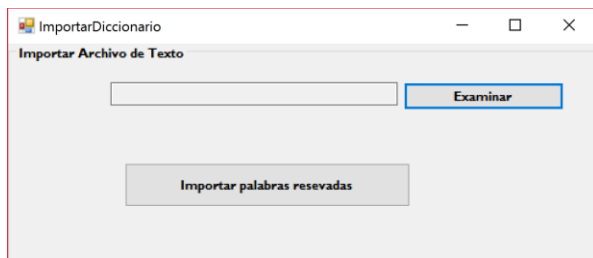 ImportarDiccionario
Importar Archivo de Texto
Examinar
Importar palabras resevadas